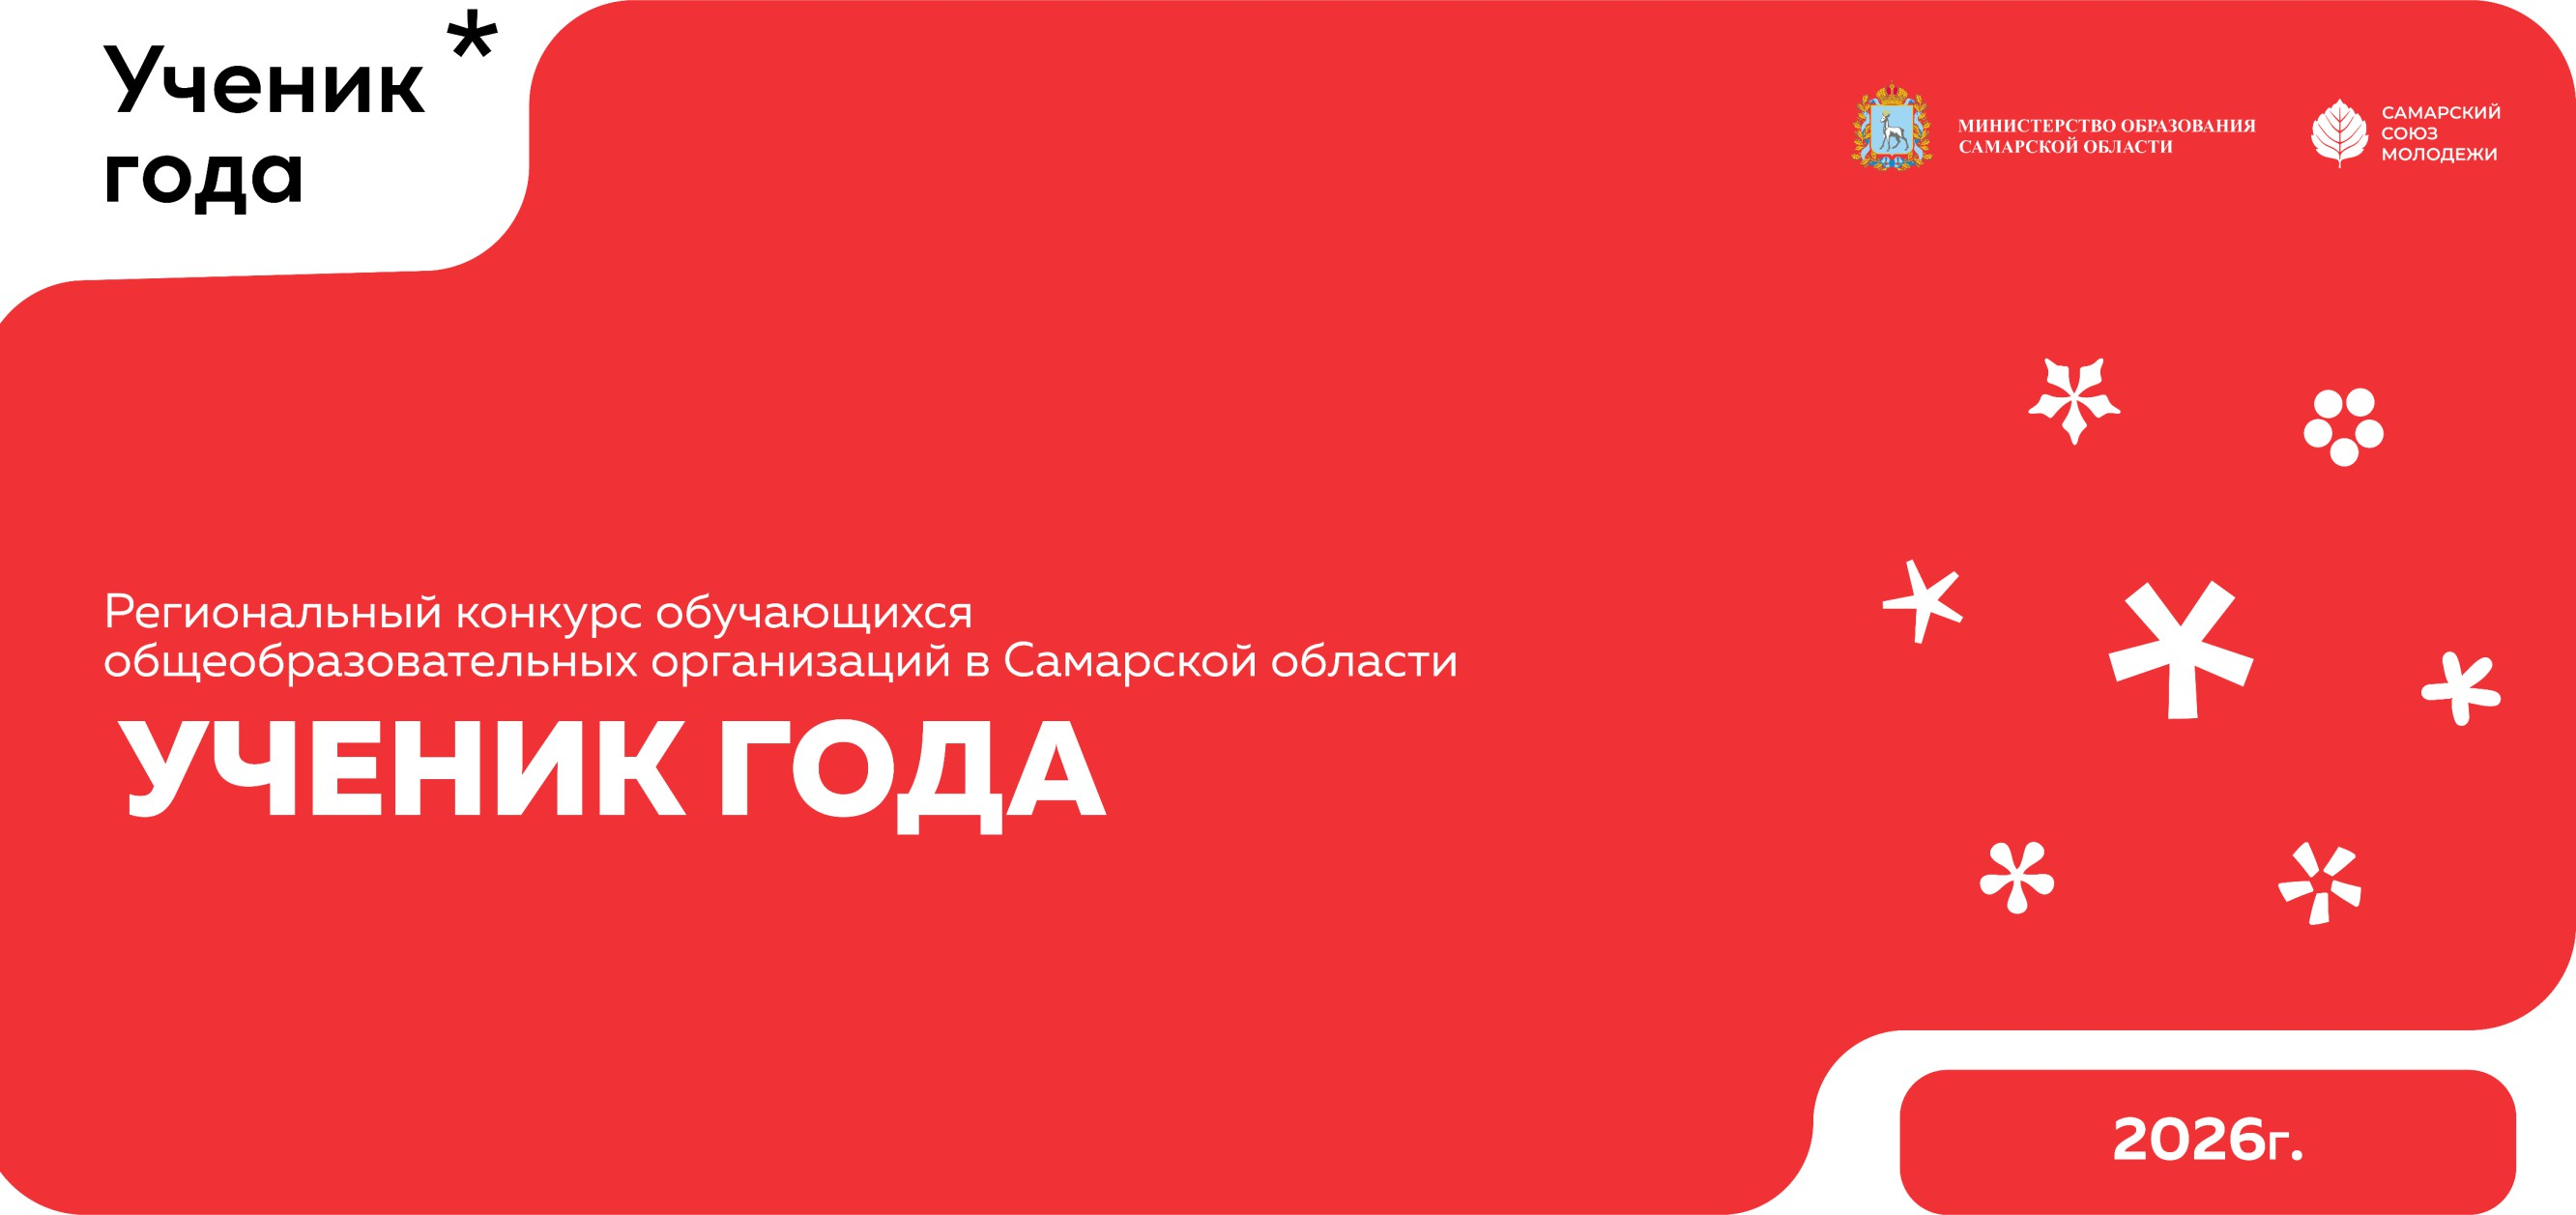 Ученик*
года
МИНИСТЕРСТВО ОБРАЗОВАНИЯ
САМАРСКОЙ ОБЛАСТИ
САМАРСКИЙ
СОЮЗ
МОЛОДЕЖИ
Региональный конкурс обучающихся
общеобразовательных организаций в Самарской области
УЧЕНИК ГОДА
2026г.